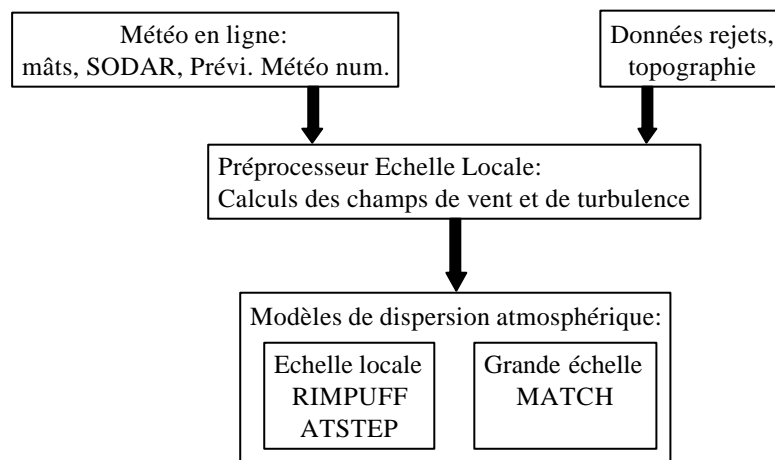 Météo en ligne:
mâts, SODAR, Prévi. Météo num.
Données rejets,
topographie
Préprocesseur Echelle Locale:
Calculs des champs de vent et de turbulence
Modèles de dispersion atmosphérique:
Echelle locale
RIMPUFF
ATSTEP
Grande échelle
MATCH